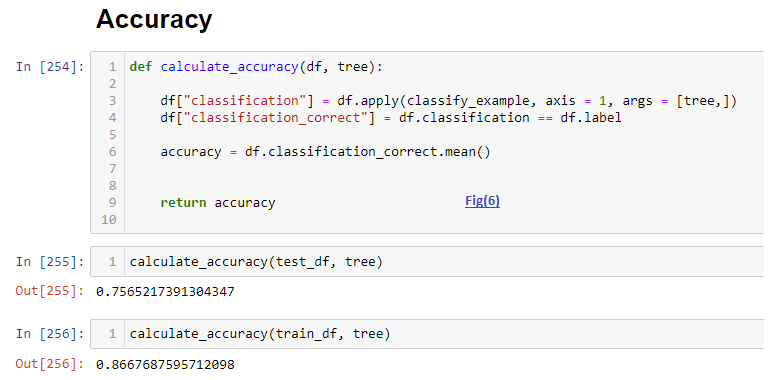 Accuracy
In [254]:
1 def calculate_accuracy(df, tree):
2
3     df["classification"] = df.apply(classify_example, axis = 1, args = [tree,])
4     df["classification_correct"] = df.classification == df.label
5
6     accuracy = df.classification_correct.mean()
7
8
9     return accuracy
Fig(6)
10
In [255]:
1 calculate_accuracy(test_df, tree)
Out[255]: 0.7565217391304347
In [256]:
1 calculate_accuracy(train_df, tree)
Out[256]: 0.8667687595712098